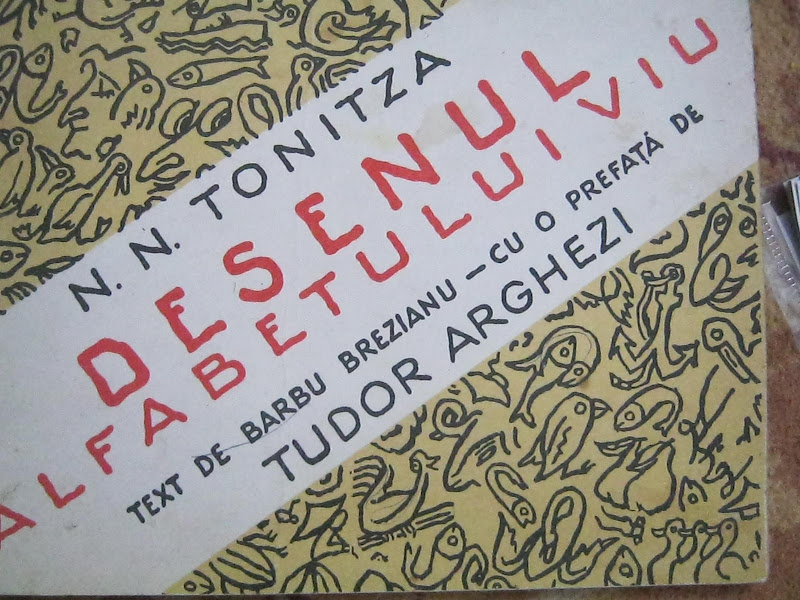 N. N. TONITZA
DESENUL
ALFABETULUI VIU
TEXT DE BARBU BREZIANU – CU O PREFAȚĂ DE
TUDOR ARGHEZI